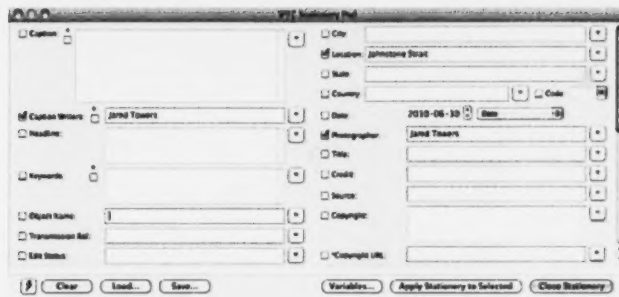 IPTC Stationery Pad
Caption:
Caption Writers: Jared Towers
Headline:
Keywords:
Object Name:
Transmission Ref:
Edit Status:
City:
Location: Johnstone Strait
State:
Country: Code
Date: 2010-06-30 Date
Photographer: Jared Towers
Title:
Credit:
Source:
Copyright:
*Copyright URL:
Clear Load... Save...
Variables... Apply Stationery to Selected Close Stationery